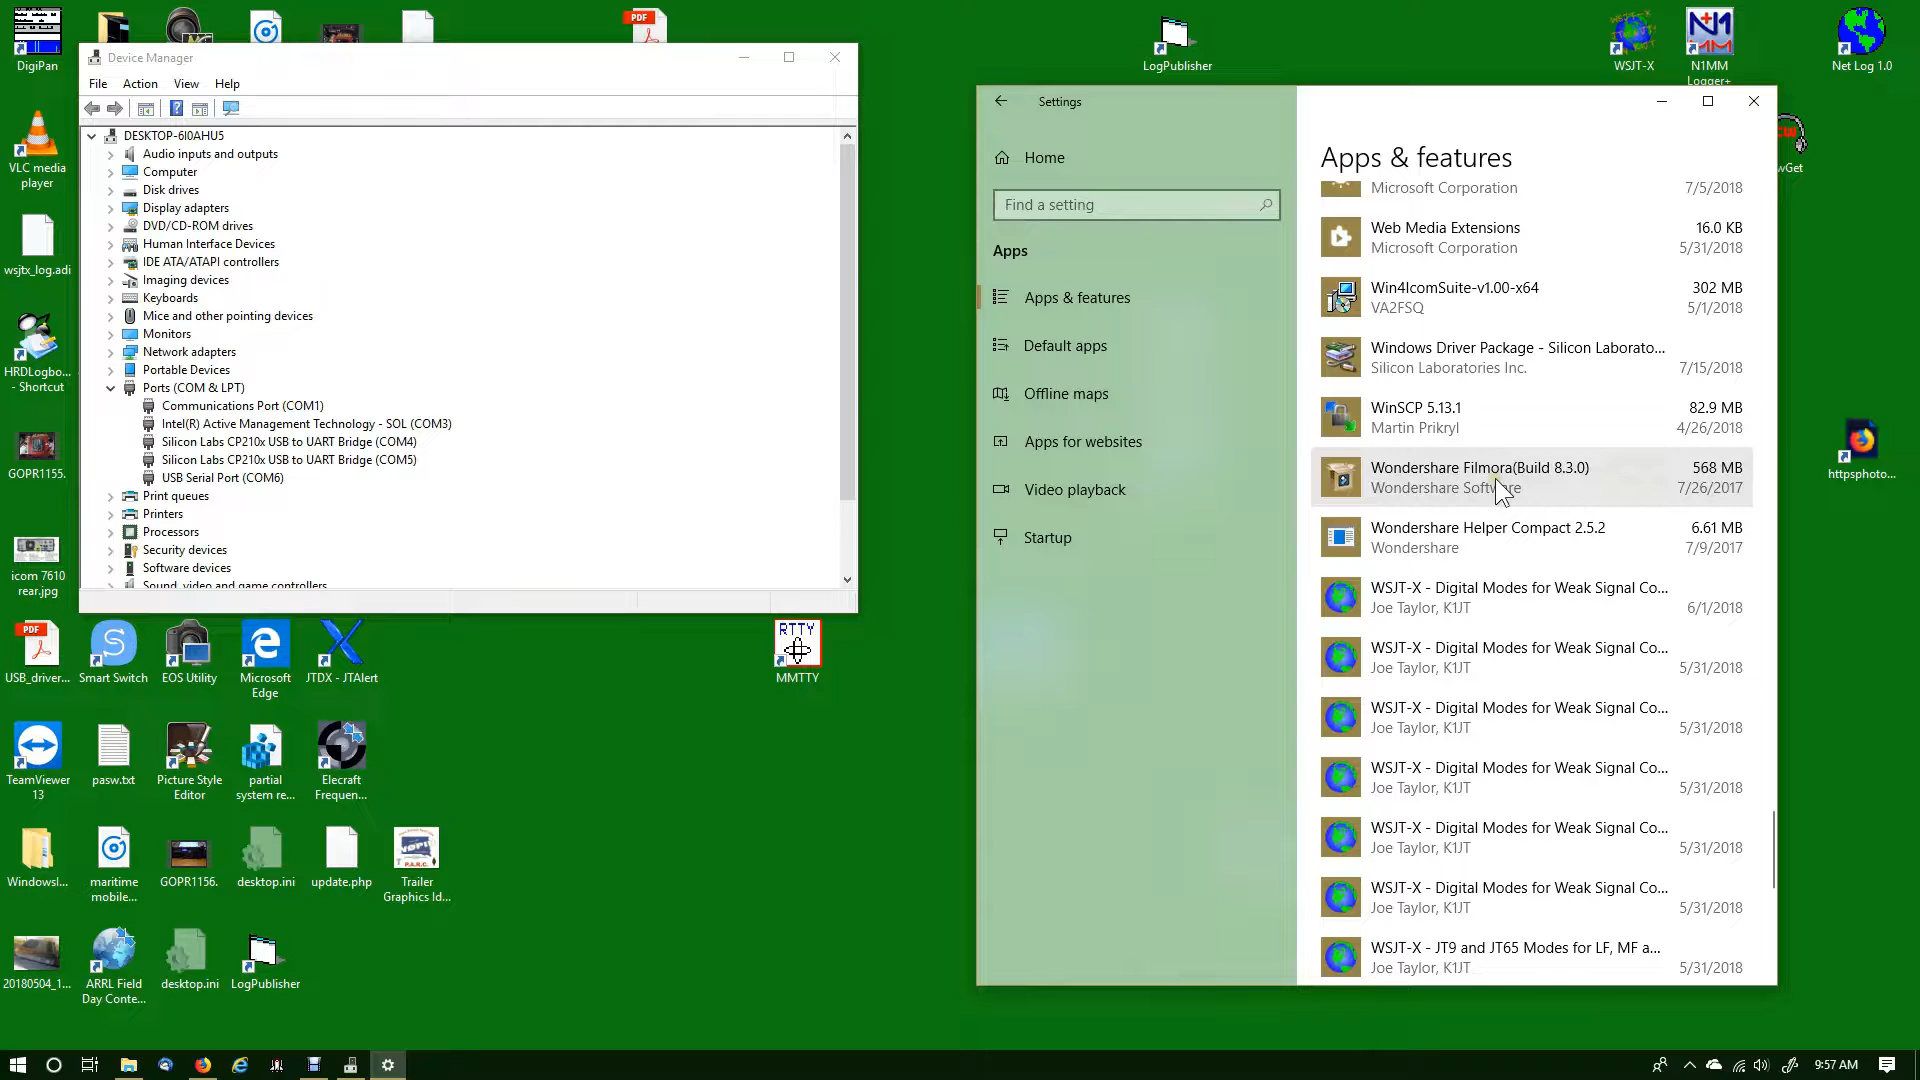 DigiPan
VLC media
player
wsjtx_log.adi
HRDLogbo...
- Shortcut
GOPR1155.
icom 7610
rear.jpg
PDF
USB_driver...
Smart Switch
EOS Utility
Microsoft
Edge
JTDX - JTAlert
RTTY
MMTTY
TeamViewer
13
pasw.txt
Picture Style
Editor
partial
system re...
Elecraft
Frequen...
Windowsl...
maritime
mobile...
GOPR1156.
desktop.ini
update.php
Trailer
Graphics Id...
20180504_1...
ARRL Field
Day Conte...
desktop.ini
LogPublisher
PDF
LogPublisher
WSJT-X
N1MM
Logger+
Net Log 1.0
CW
wGet
httpsphoto...
Device Manager
File
Action
View
Help
DESKTOP-6I0AHU5
Audio inputs and outputs
Computer
Disk drives
Display adapters
DVD/CD-ROM drives
Human Interface Devices
IDE ATA/ATAPI controllers
Imaging devices
Keyboards
Mice and other pointing devices
Monitors
Network adapters
Portable Devices
Ports (COM & LPT)
Communications Port (COM1)
Intel(R) Active Management Technology - SOL (COM3)
Silicon Labs CP210x USB to UART Bridge (COM4)
Silicon Labs CP210x USB to UART Bridge (COM5)
USB Serial Port (COM6)
Print queues
Printers
Processors
Security devices
Software devices
Sound, video and game controllers
Settings
Home
Find a setting
Apps
Apps & features
Default apps
Offline maps
Apps for websites
Video playback
Startup
Apps & features
Microsoft Corporation 7/5/2018
Web Media Extensions 16.0 KB
Microsoft Corporation 5/31/2018
Win4IcomSuite-v1.00-x64 302 MB
VA2FSQ 5/1/2018
Windows Driver Package - Silicon Laborato...
Silicon Laboratories Inc. 7/15/2018
WinSCP 5.13.1 82.9 MB
Martin Prikryl 4/26/2018
Wondershare Filmora(Build 8.3.0) 568 MB
Wondershare Software 7/26/2017
Wondershare Helper Compact 2.5.2 6.61 MB
Wondershare 7/9/2017
WSJT-X - Digital Modes for Weak Signal Co...
Joe Taylor, K1JT 6/1/2018
WSJT-X - Digital Modes for Weak Signal Co...
Joe Taylor, K1JT 5/31/2018
WSJT-X - Digital Modes for Weak Signal Co...
Joe Taylor, K1JT 5/31/2018
WSJT-X - Digital Modes for Weak Signal Co...
Joe Taylor, K1JT 5/31/2018
WSJT-X - Digital Modes for Weak Signal Co...
Joe Taylor, K1JT 5/31/2018
WSJT-X - Digital Modes for Weak Signal Co...
Joe Taylor, K1JT 5/31/2018
WSJT-X - JT9 and JT65 Modes for LF, MF a...
Joe Taylor, K1JT 5/31/2018
9:57 AM